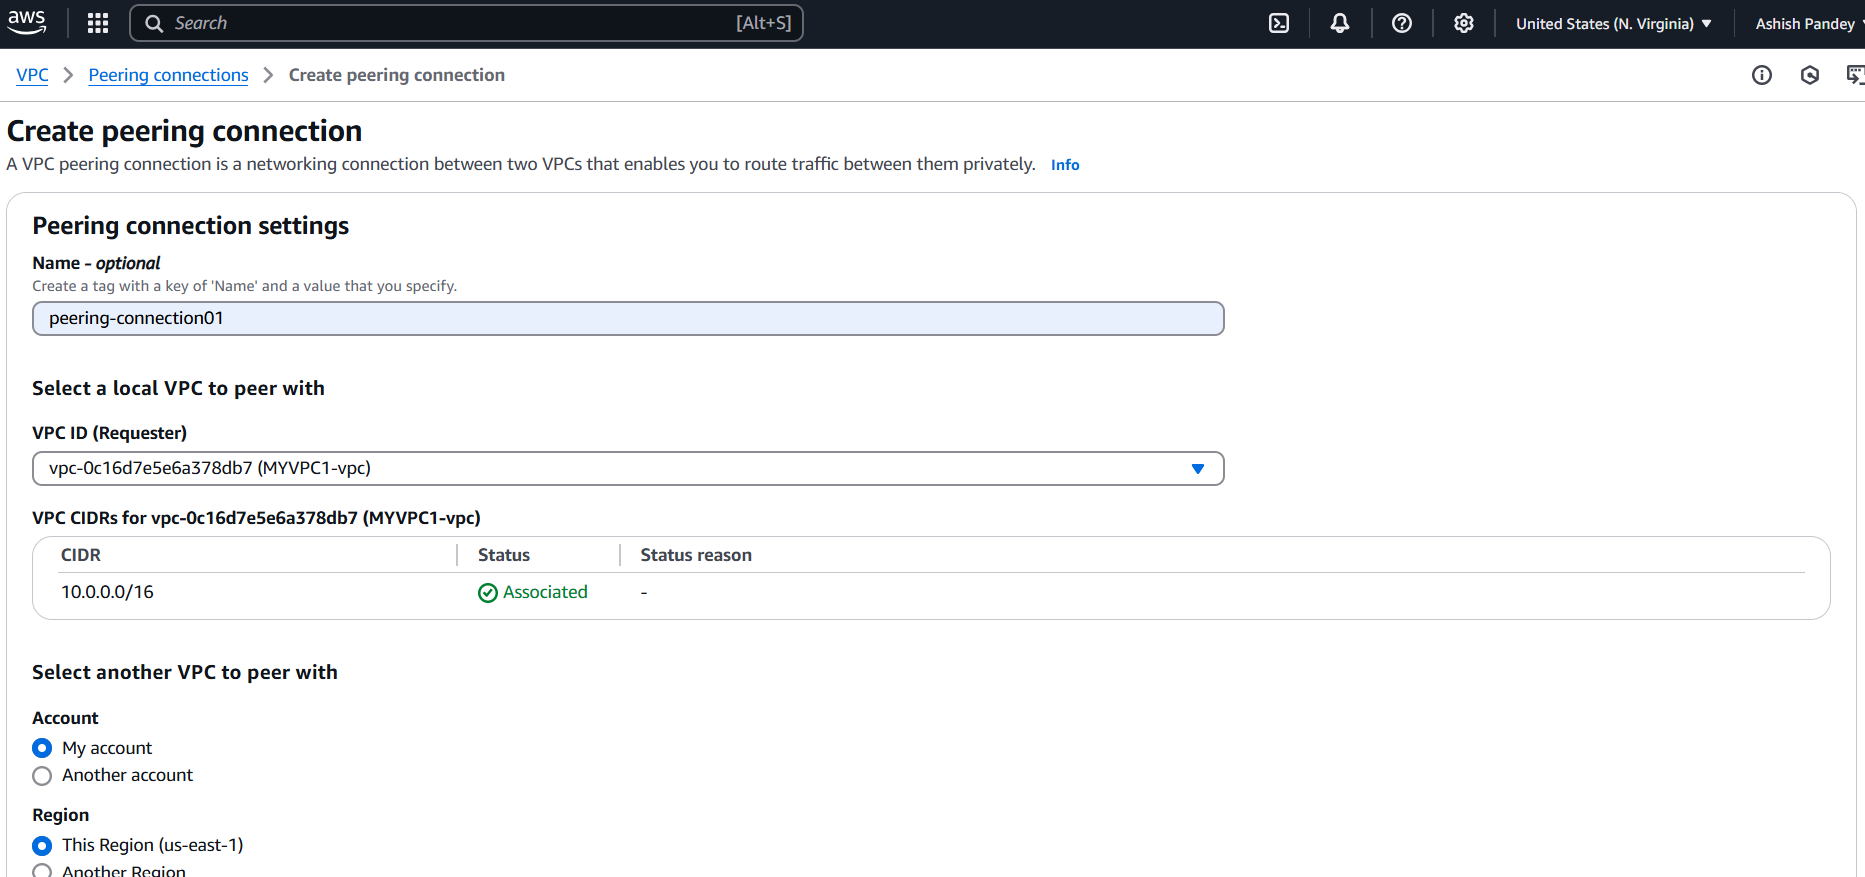 aws
Search [Alt+S] United States (N. Virginia) Ashish Pandey
VPC Peering connections Create peering connection
Create peering connection
A VPC peering connection is a networking connection between two VPCs that enables you to route traffic between them privately. Info
Peering connection settings
Name - optional
Create a tag with a key of 'Name' and a value that you specify.
peering-connection01
Select a local VPC to peer with
VPC ID (Requester)
vpc-0c16d7e5e6a378db7 (MYVPC1-vpc)
VPC CIDRs for vpc-0c16d7e5e6a378db7 (MYVPC1-vpc)
CIDR Status Status reason
10.0.0.0/16 Associated -
Select another VPC to peer with
Account
My account
Another account
Region
This Region (us-east-1)
Another Region